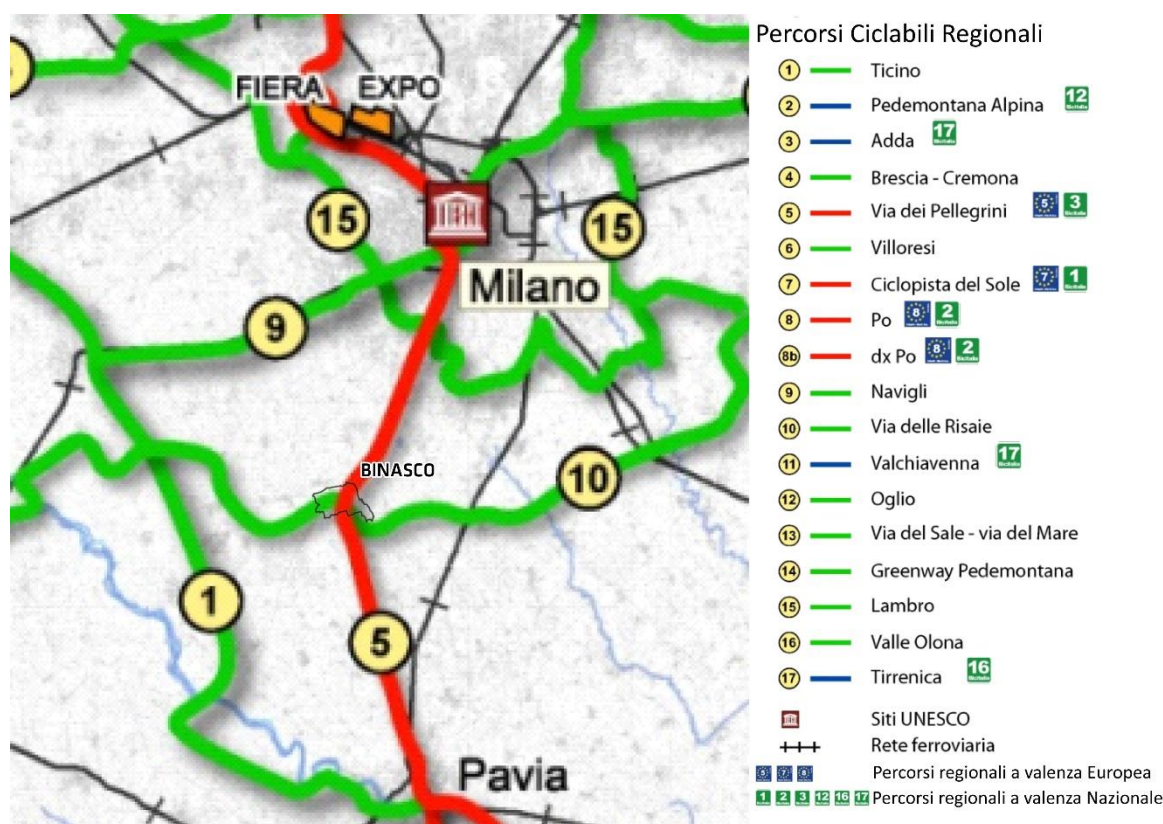 FIERA EXPO
15
15
Milano
9
BINASCO
10
1
5
Pavia
Percorsi Ciclabili Regionali
1 Ticino
2 Pedemontana Alpina 12
3 Adda 17
4 Brescia - Cremona
5 Via dei Pellegrini 5 3
6 Villoresi
7 Ciclopista del Sole 7 1
8 Po 8 2
8b dx Po 8 2
9 Navigli
10 Via delle Risaie
11 Valchiavenna 17
12 Oglio
13 Via del Sale - via del Mare
14 Greenway Pedemontana
15 Lambro
16 Valle Olona
17 Tirrenica 16
Siti UNESCO
Rete ferroviaria
5 7 8 Percorsi regionali a valenza Europea
1 2 3 12 16 17 Percorsi regionali a valenza Nazionale